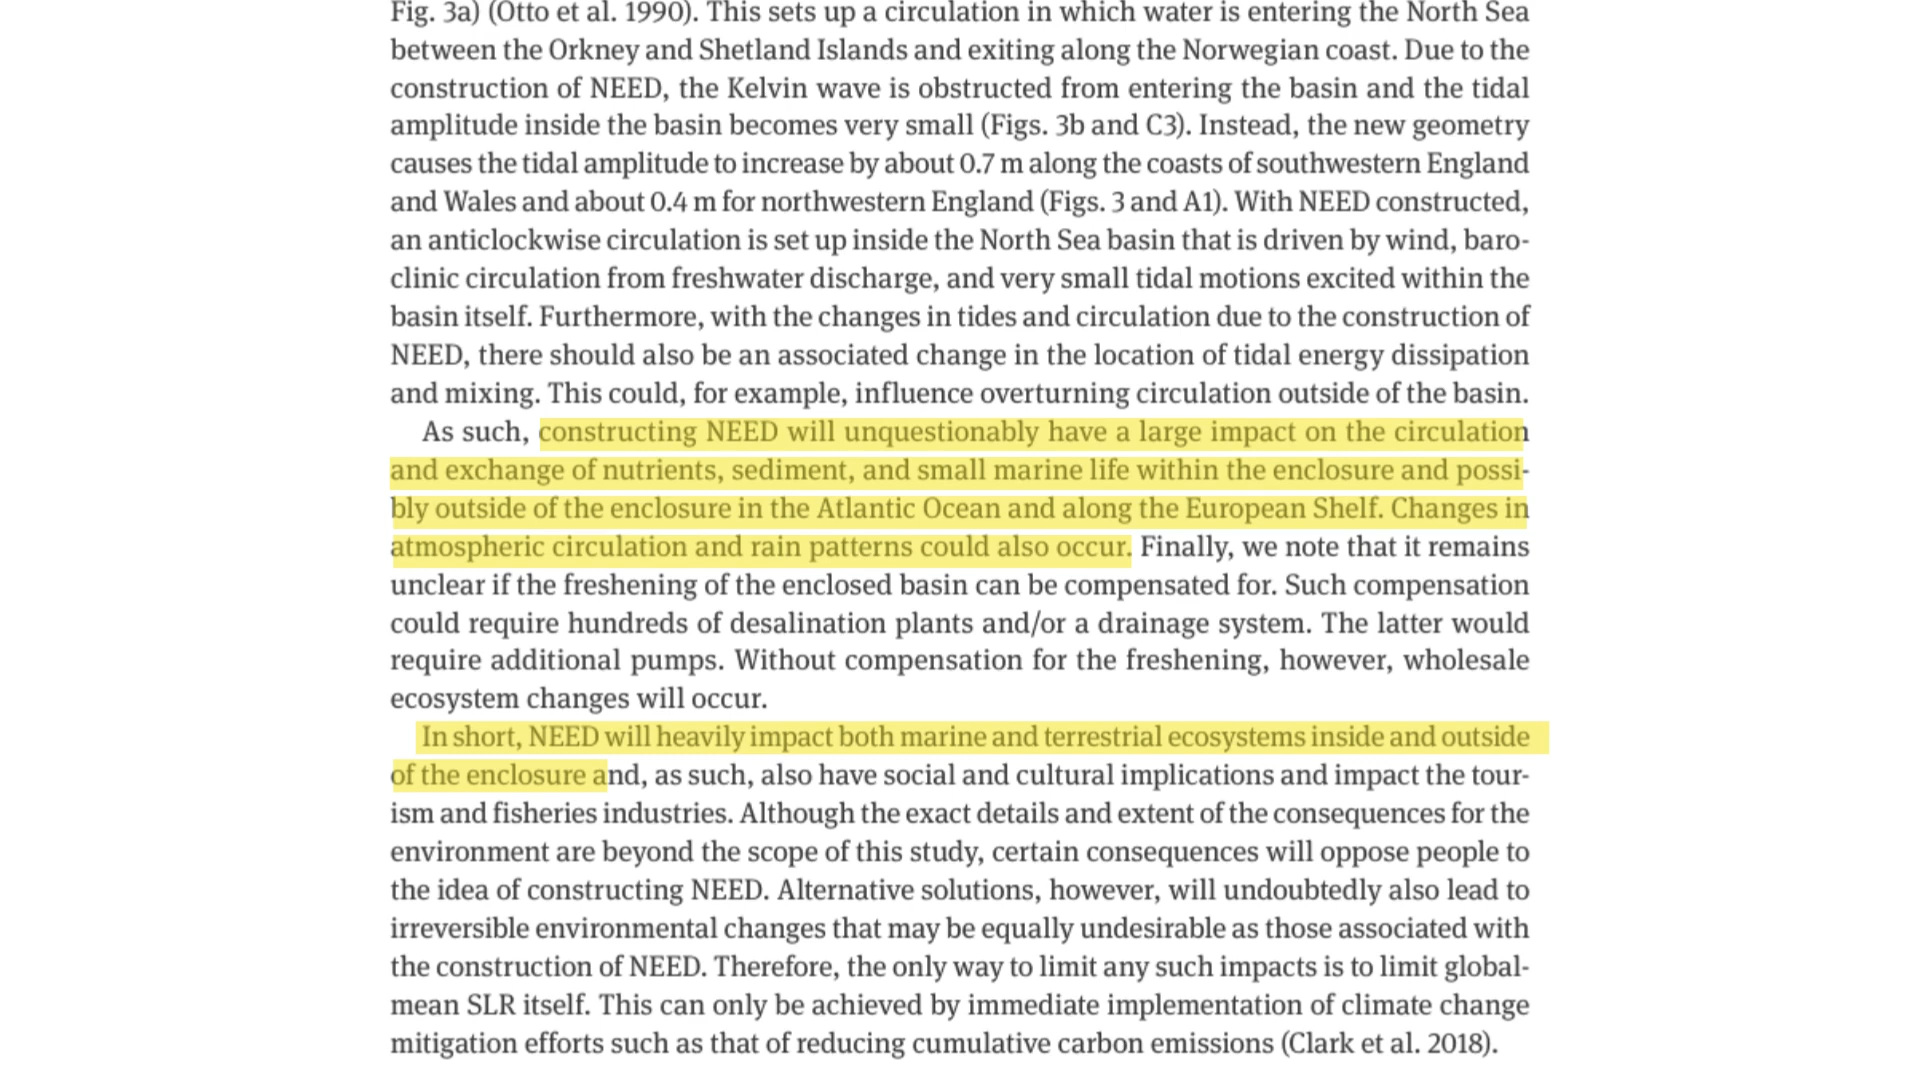 Fig. 3a) (Otto et al. 1990). This sets up a circulation in which water is entering the North Sea
between the Orkney and Shetland Islands and exiting along the Norwegian coast. Due to the
construction of NEED, the Kelvin wave is obstructed from entering the basin and the tidal
amplitude inside the basin becomes very small (Figs. 3b and C3). Instead, the new geometry
causes the tidal amplitude to increase by about 0.7 m along the coasts of southwestern England
and Wales and about 0.4 m for northwestern England (Figs. 3 and A1). With NEED constructed,
an anticlockwise circulation is set up inside the North Sea basin that is driven by wind, baro-
clinic circulation from freshwater discharge, and very small tidal motions excited within the
basin itself. Furthermore, with the changes in tides and circulation due to the construction of
NEED, there should also be an associated change in the location of tidal energy dissipation
and mixing. This could, for example, influence overturning circulation outside of the basin.
As such, constructing NEED will unquestionably have a large impact on the circulation
and exchange of nutrients, sediment, and small marine life within the enclosure and possi-
bly outside of the enclosure in the Atlantic Ocean and along the European Shelf. Changes in
atmospheric circulation and rain patterns could also occur. Finally, we note that it remains
unclear if the freshening of the enclosed basin can be compensated for. Such compensation
could require hundreds of desalination plants and/or a drainage system. The latter would
require additional pumps. Without compensation for the freshening, however, wholesale
ecosystem changes will occur.
In short, NEED will heavily impact both marine and terrestrial ecosystems inside and outside
of the enclosure and, as such, also have social and cultural implications and impact the tour-
ism and fisheries industries. Although the exact details and extent of the consequences for the
environment are beyond the scope of this study, certain consequences will oppose people to
the idea of constructing NEED. Alternative solutions, however, will undoubtedly also lead to
irreversible environmental changes that may be equally undesirable as those associated with
the construction of NEED. Therefore, the only way to limit any such impacts is to limit global-
mean SLR itself. This can only be achieved by immediate implementation of climate change
mitigation efforts such as that of reducing cumulative carbon emissions (Clark et al. 2018).